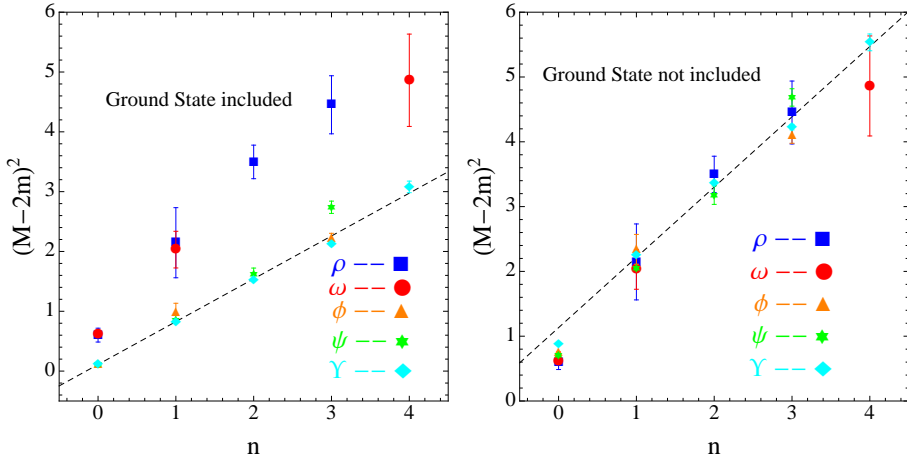 6
5
4
3
2
1
0
(M−2m)²
Ground State included
ρ −−
ω −−
ϕ −−
ψ −−
ϒ −−
0 1 2 3 4
n
6
5
4
3
2
1
0
(M−2m)²
Ground State not included
ρ −−
ω −−
ϕ −−
ψ −−
ϒ −−
0 1 2 3 4
n